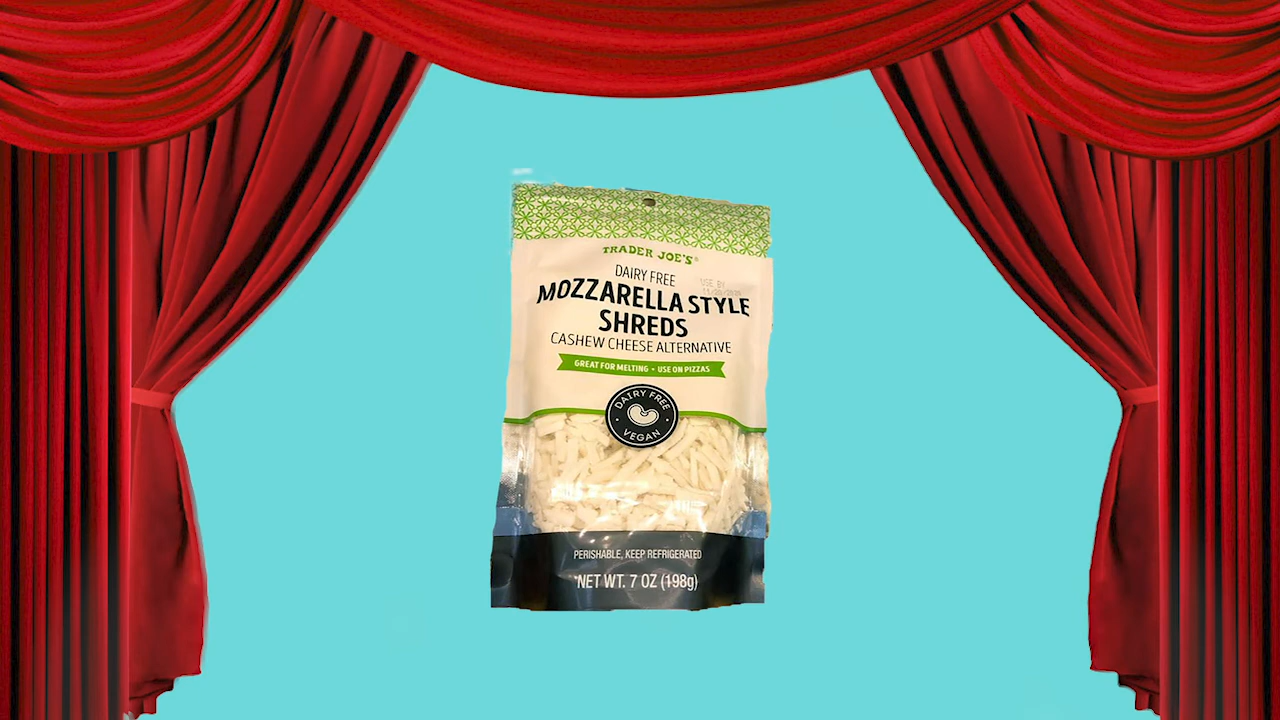 TRADER JOE'S®
DAIRY FREE
USE BY
MOZZARELLA STYLE
SHREDS
CASHEW CHEESE ALTERNATIVE
GREAT FOR MELTING • USE ON PIZZAS
DAIRY FREE
VEGAN
PERISHABLE, KEEP REFRIGERATED
NET WT. 7 OZ (198g)